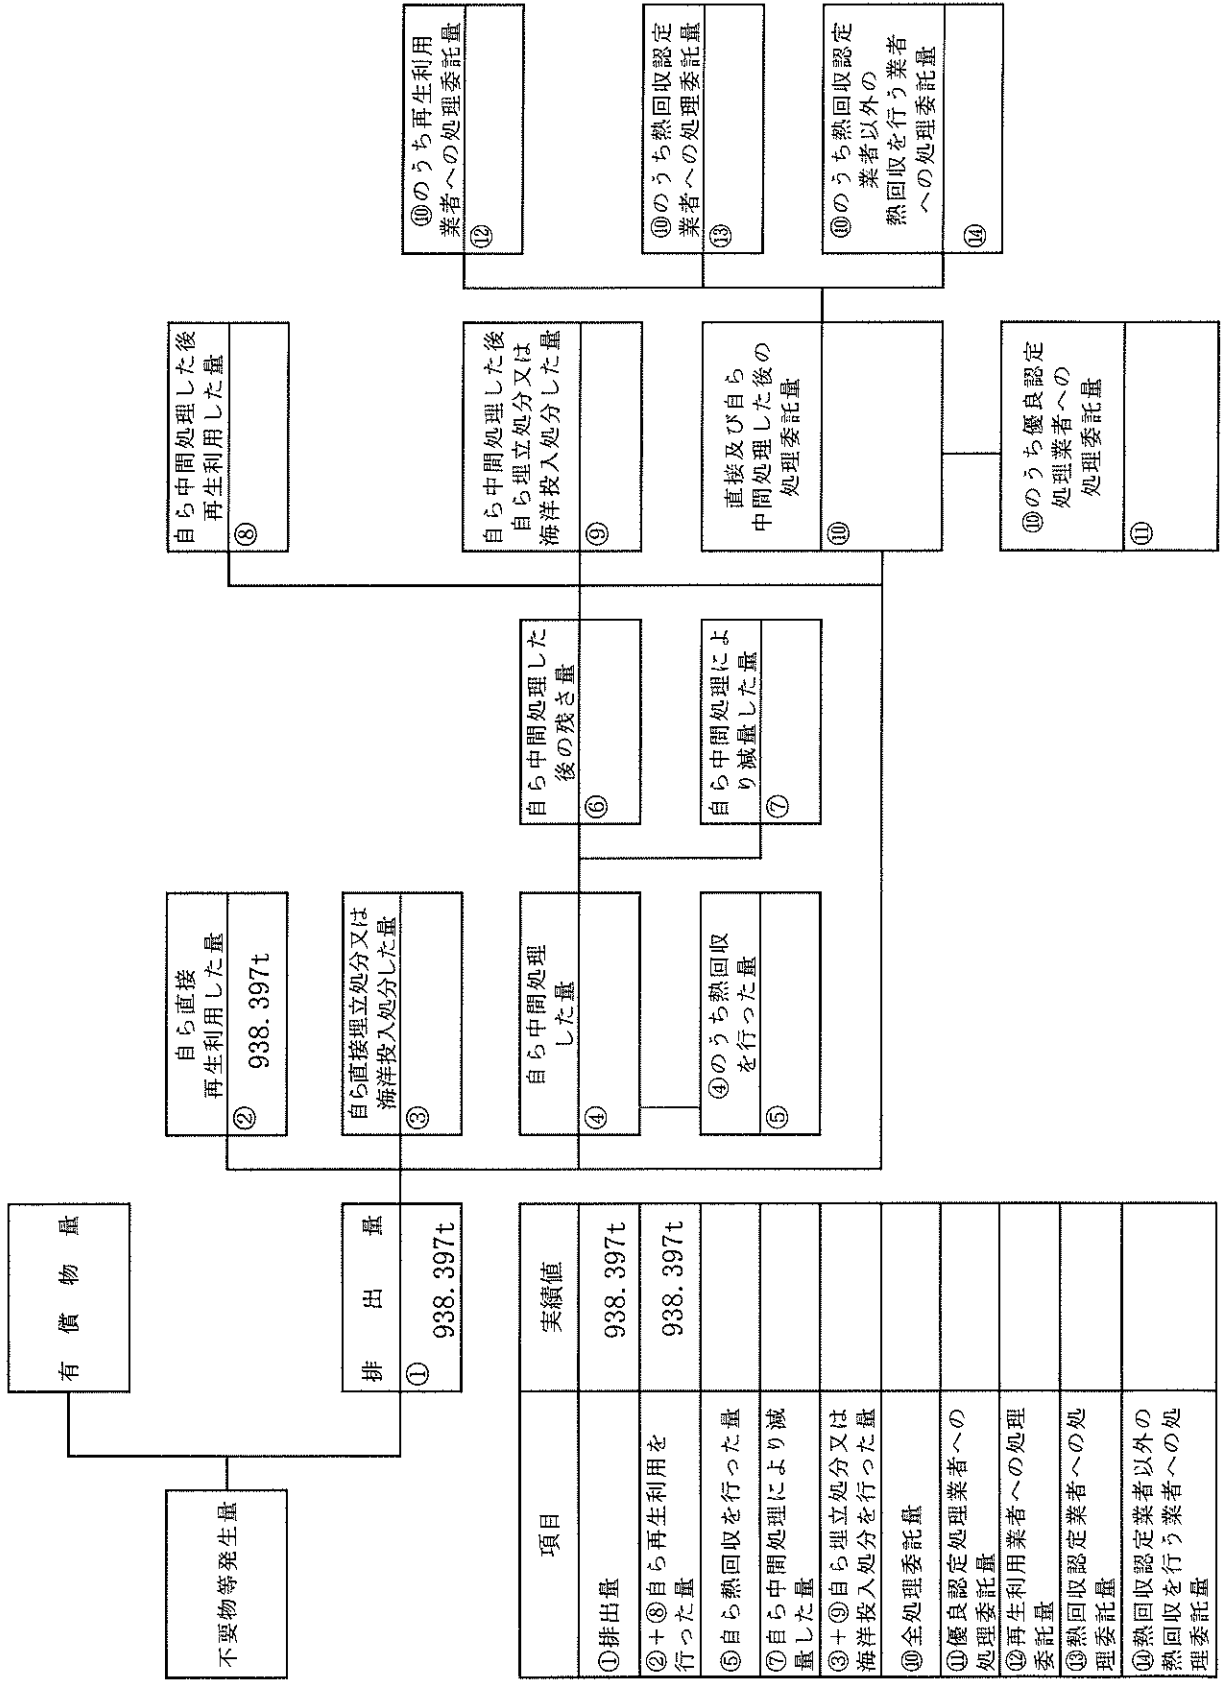 不要物等発生量
有償物量
排出量
① 938.397t
自ら直接
再生利用した量
② 938.397t
自ら直接埋立処分又は
海洋投入処分した量
③
自ら中間処理
した量
④
④のうち熱回収
を行った量
⑤
自ら中間処理した
後の残さ量
⑥
自ら中間処理によ
り減量した量
⑦
自ら中間処理した後
再生利用した量
⑧
自ら中間処理した後
自ら埋立処分又は
海洋投入処分した量
⑨
直接及び自ら
中間処理した後の
処理委託量
⑩
⑩のうち優良認定
処理業者への
処理委託量
⑪
⑩のうち再生利用
業者への処理委託量
⑫
⑩のうち熱回収認定
業者への処理委託量
⑬
⑩のうち熱回収認定
業者以外の
熱回収を行う業者
への処理委託量
⑭
項目 実績値
①排出量 938.397t
②+⑧自ら再生利用を
行った量 938.397t
⑤自ら熱回収を行った量
⑦自ら中間処理により減
量した量
③+⑨自ら埋立処分又は
海洋投入処分を行った量
⑩全処理委託量
⑪優良認定処理業者への
処理委託量
⑫再生利用業者への処理
委託量
⑬熱回収認定業者への処
理委託量
⑭熱回収認定業者以外の
熱回収を行う業者への処
理委託量